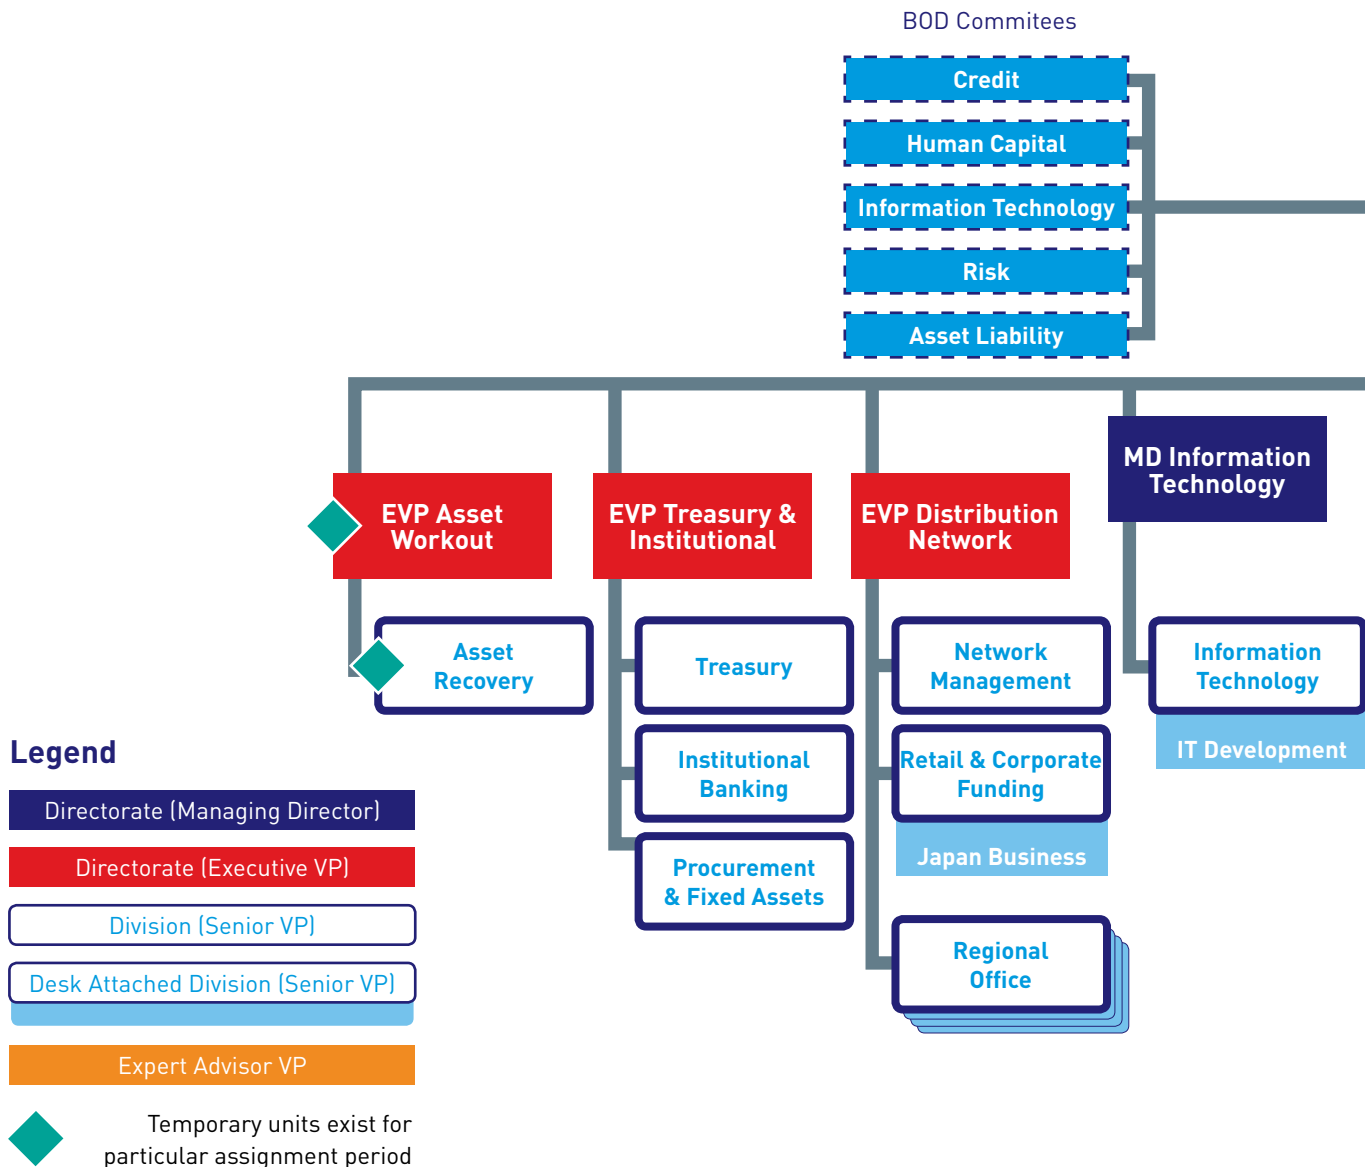 BOD Commitees
Credit
Human Capital
Information Technology
Risk
Asset Liability
MD Information
Technology
EVP Asset
Workout
EVP Treasury &
Institutional
EVP Distribution
Network
Asset
Recovery
Treasury
Network
Management
Information
Technology
IT Development
Institutional
Banking
Retail & Corporate
Funding
Japan Business
Procurement
& Fixed Assets
Regional
Office
Legend
Directorate (Managing Director)
Directorate (Executive VP)
Division (Senior VP)
Desk Attached Division (Senior VP)
Expert Advisor VP
Temporary units exist for
particular assignment period